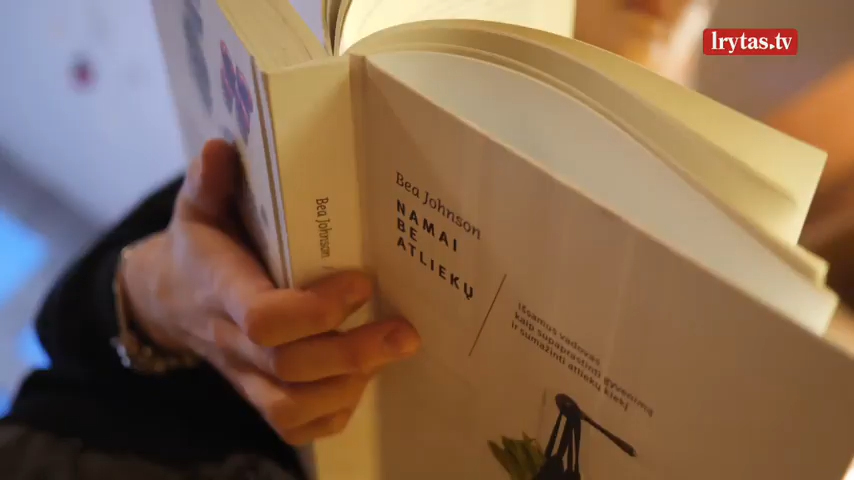 lrytas.tv
Bea Johnson
Bea Johnson
NAMAI
BE
ATLIEKŲ
Išsamus vadovas
kaip supaprastinti gyvenimą
ir sumažinti atliekų kiekį